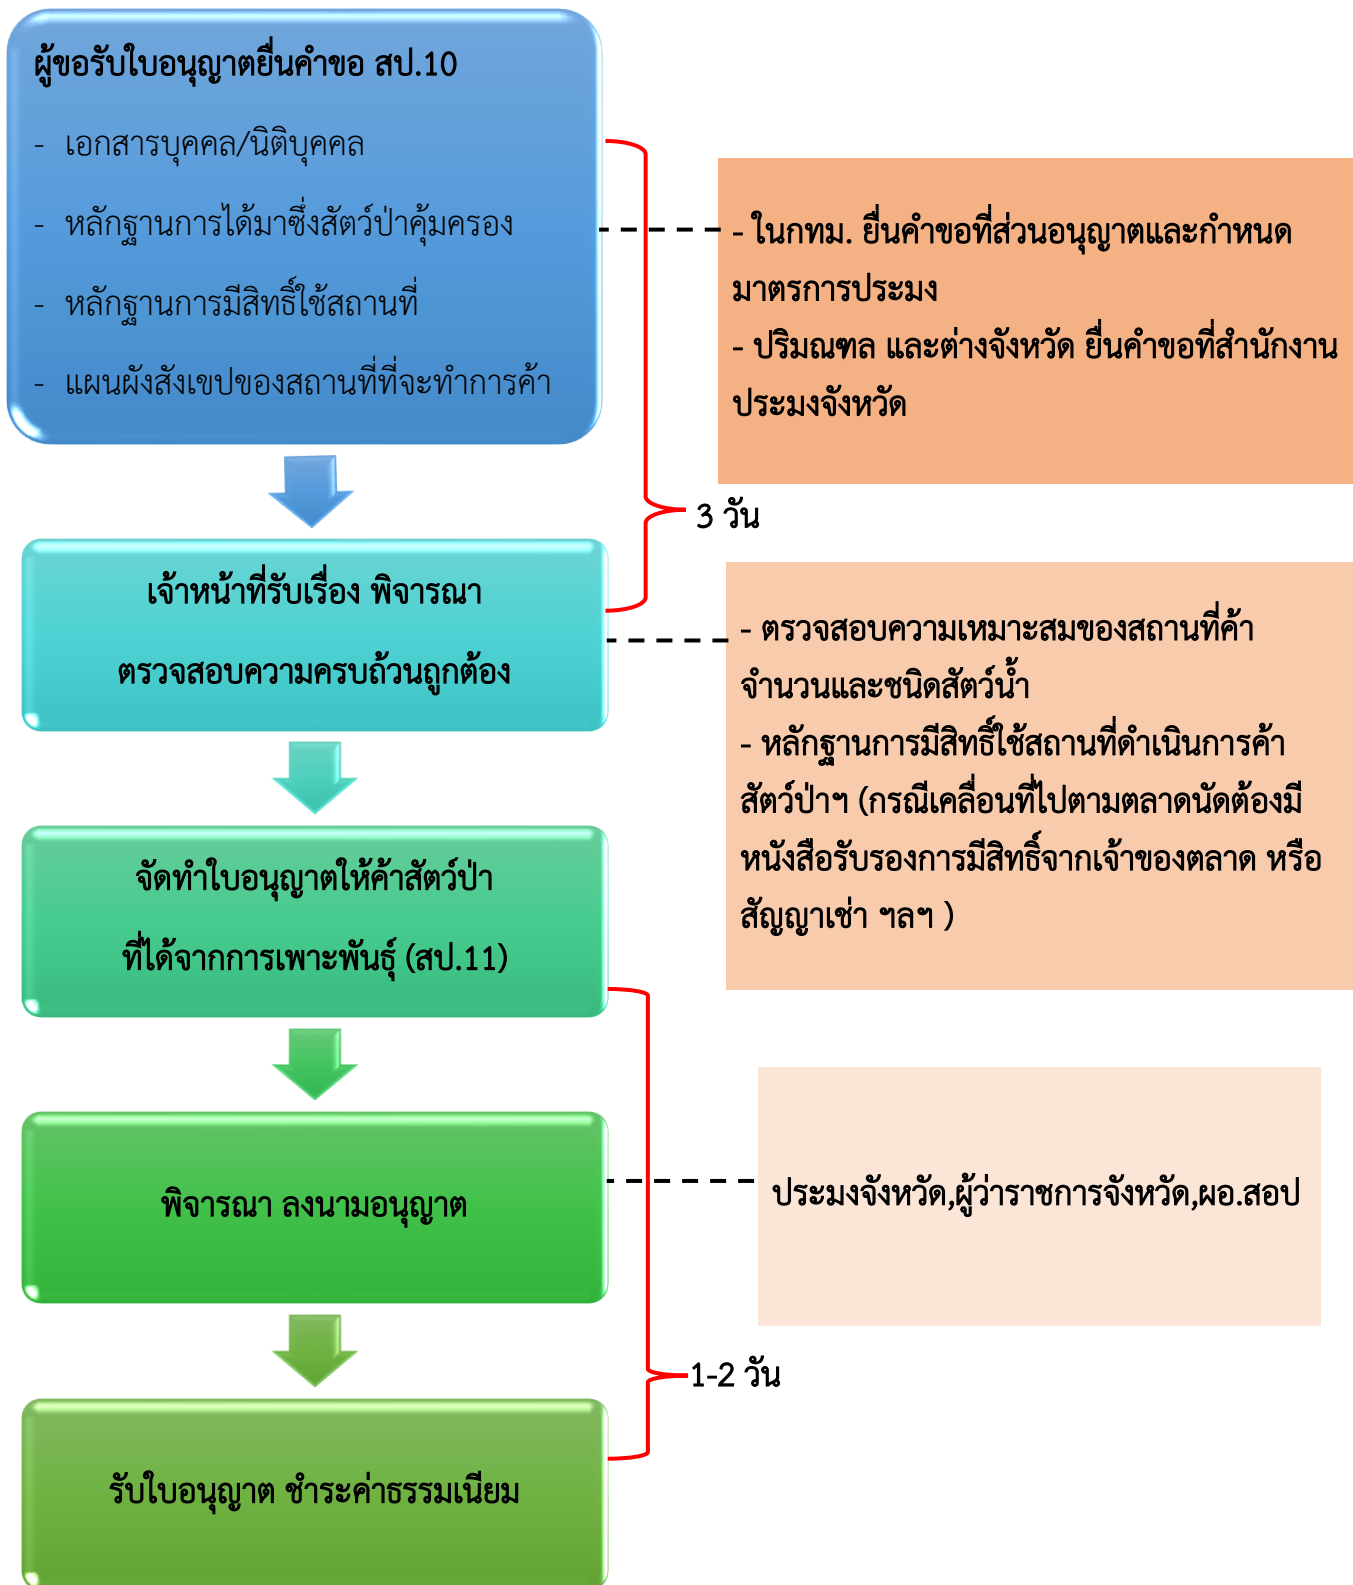 ผู้ขอรับใบอนุญาตยื่นคำขอ สป.10
- เอกสารบุคคล/นิติบุคคล
- หลักฐานการได้มาซึ่งสัตว์ป่าคุ้มครอง
- หลักฐานการมีสิทธิ์ใช้สถานที่
- แผนผังสังเขปของสถานที่ที่จะทำการค้า
- ในกทม. ยื่นคำขอที่ส่วนอนุญาตและกำหนด
มาตรการประมง
- ปริมณฑล และต่างจังหวัด ยื่นคำขอที่สำนักงาน
ประมงจังหวัด
3 วัน
เจ้าหน้าที่รับเรื่อง พิจารณา
ตรวจสอบความครบถ้วนถูกต้อง
- ตรวจสอบความเหมาะสมของสถานที่ค้า
จำนวนและชนิดสัตว์น้ำ
- หลักฐานการมีสิทธิ์ใช้สถานที่ดำเนินการค้า
สัตว์ป่าฯ (กรณีเคลื่อนที่ไปตามตลาดนัดต้องมี
หนังสือรับรองการมีสิทธิ์จากเจ้าของตลาด หรือ
สัญญาเช่า ฯลฯ )
จัดทำใบอนุญาตให้ค้าสัตว์ป่า
ที่ได้จากการเพาะพันธุ์ (สป.11)
พิจารณา ลงนามอนุญาต
ประมงจังหวัด,ผู้ว่าราชการจังหวัด,ผอ.สอป
1-2 วัน
รับใบอนุญาต ชำระค่าธรรมเนียม